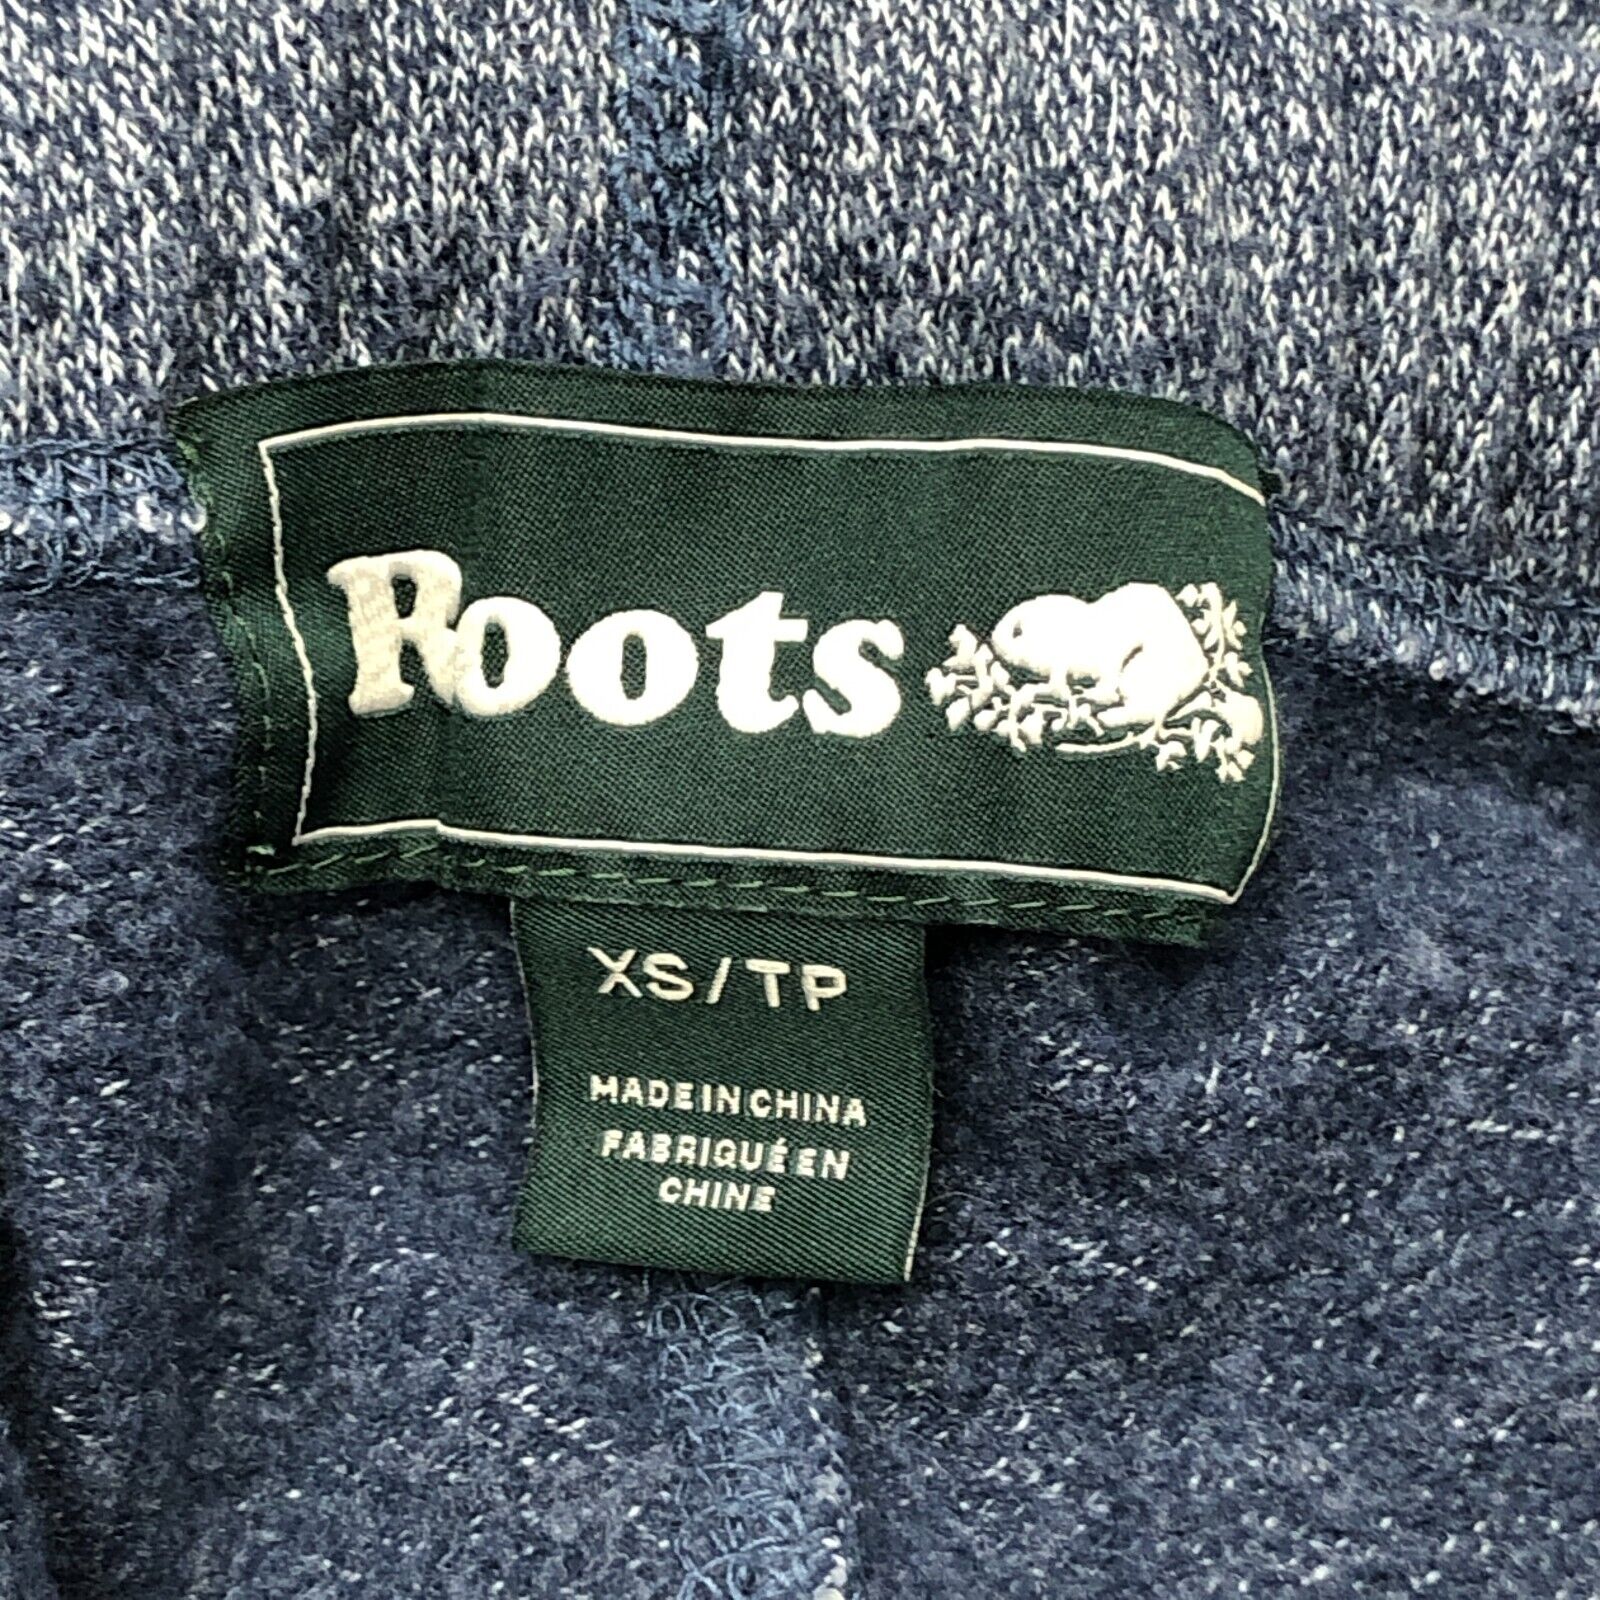 Roots
XS/TP
MADE IN CHINA
FABRIQUÉ EN
CHINE